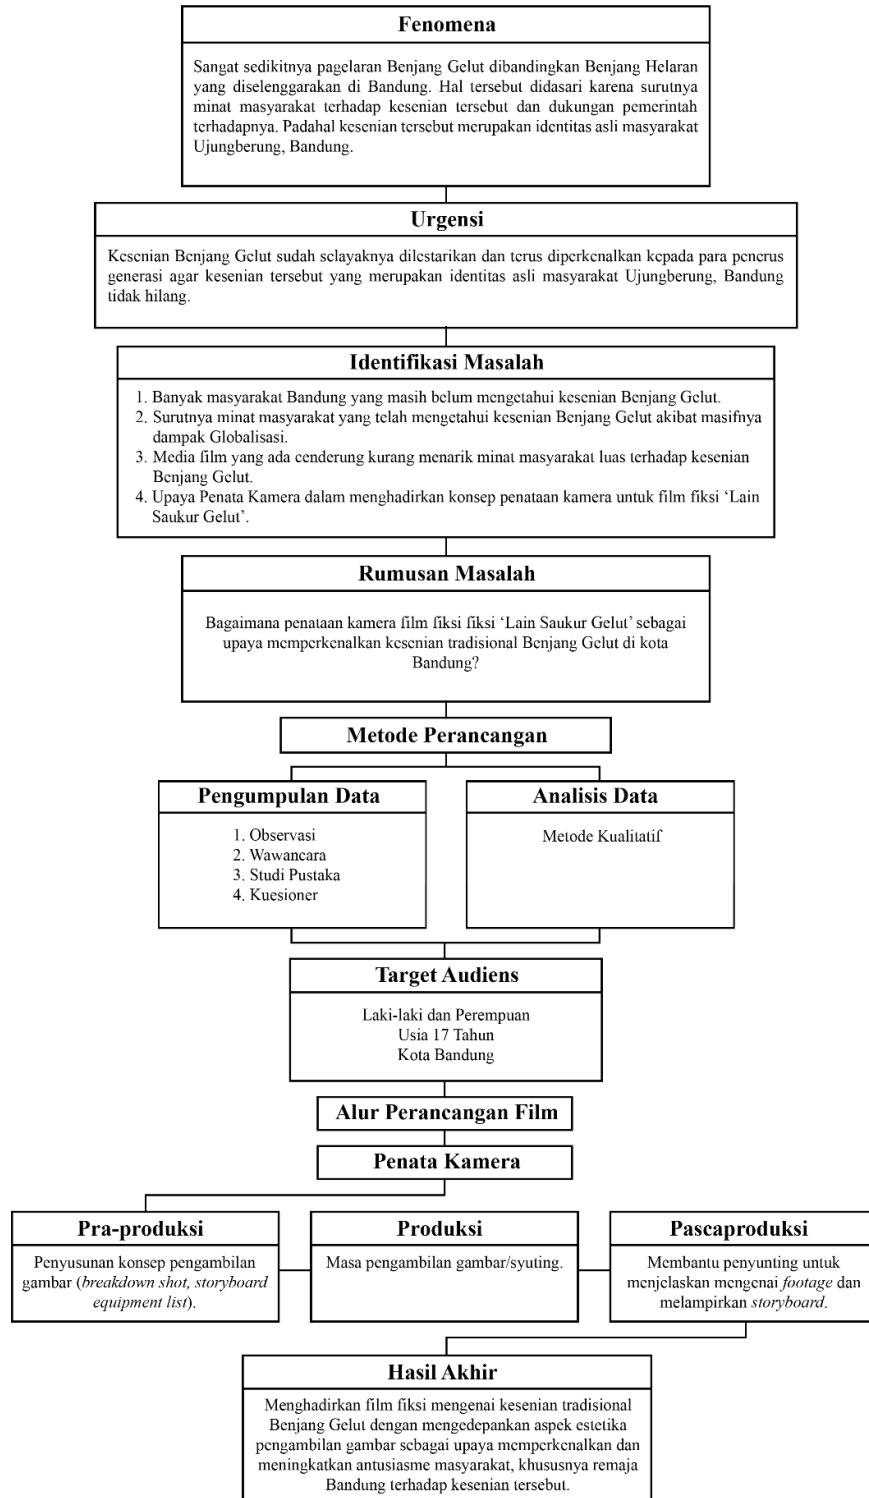 Fenomena
Sangat sedikitnya pagelaran Benjang Gelut dibandingkan Benjang Helaran
yang diselenggarakan di Bandung. Hal tersebut didasari karena surutnya
minat masyarakat terhadap kesenian tersebut dan dukungan pemerintah
terhadapnya. Padahal kesenian tersebut merupakan identitas asli masyarakat
Ujungberung, Bandung.
Urgensi
Kesenian Benjang Gelut sudah selayaknya dilestarikan dan terus diperkenalkan kepada para penerus
generasi agar kesenian tersebut yang merupakan identitas asli masyarakat Ujungberung, Bandung
tidak hilang.
Identifikasi Masalah
1. Banyak masyarakat Bandung yang masih belum mengetahui kesenian Benjang Gelut.
2. Surutnya minat masyarakat yang telah mengetahui kesenian Benjang Gelut akibat masifnya
dampak Globalisasi.
3. Media film yang ada cenderung kurang menarik minat masyarakat luas terhadap kesenian
Benjang Gelut.
4. Upaya Penata Kamera dalam menghadirkan konsep penataan kamera untuk film fiksi ‘Lain
Saukur Gelut’.
Rumusan Masalah
Bagaimana penataan kamera film fiksi fiksi ‘Lain Saukur Gelut’ sebagai
upaya memperkenalkan kesenian tradisional Benjang Gelut di kota
Bandung?
Metode Perancangan
Pengumpulan Data
1. Observasi
2. Wawancara
3. Studi Pustaka
4. Kuesioner
Analisis Data
Metode Kualitatif
Target Audiens
Laki-laki dan Perempuan
Usia 17 Tahun
Kota Bandung
Alur Perancangan Film
Penata Kamera
Pra-produksi
Penyusunan konsep pengambilan
gambar (breakdown shot, storyboard
equipment list).
Produksi
Masa pengambilan gambar/syuting.
Pascaproduksi
Membantu penyunting untuk
menjelaskan mengenai footage dan
melampirkan storyboard.
Hasil Akhir
Menghadirkan film fiksi mengenai kesenian tradisional
Benjang Gelut dengan mengedepankan aspek estetika
pengambilan gambar sebagai upaya memperkenalkan dan
meningkatkan antusiasme masyarakat, khususnya remaja
Bandung terhadap kesenian tersebut.